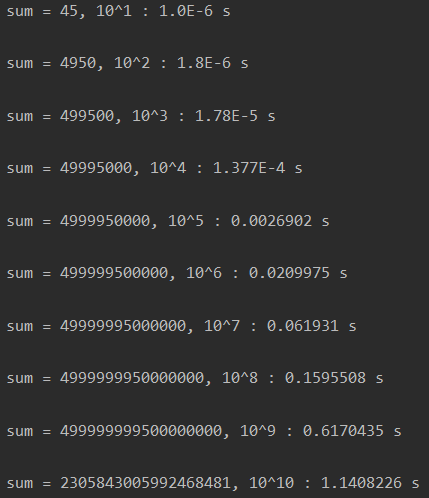 sum = 45, 10^1 : 1.0E-6 s
sum = 4950, 10^2 : 1.8E-6 s
sum = 499500, 10^3 : 1.78E-5 s
sum = 49995000, 10^4 : 1.377E-4 s
sum = 4999950000, 10^5 : 0.0026902 s
sum = 499999500000, 10^6 : 0.0209975 s
sum = 49999995000000, 10^7 : 0.061931 s
sum = 4999999950000000, 10^8 : 0.1595508 s
sum = 499999999500000000, 10^9 : 0.6170435 s
sum = 2305843005992468481, 10^10 : 1.1408226 s